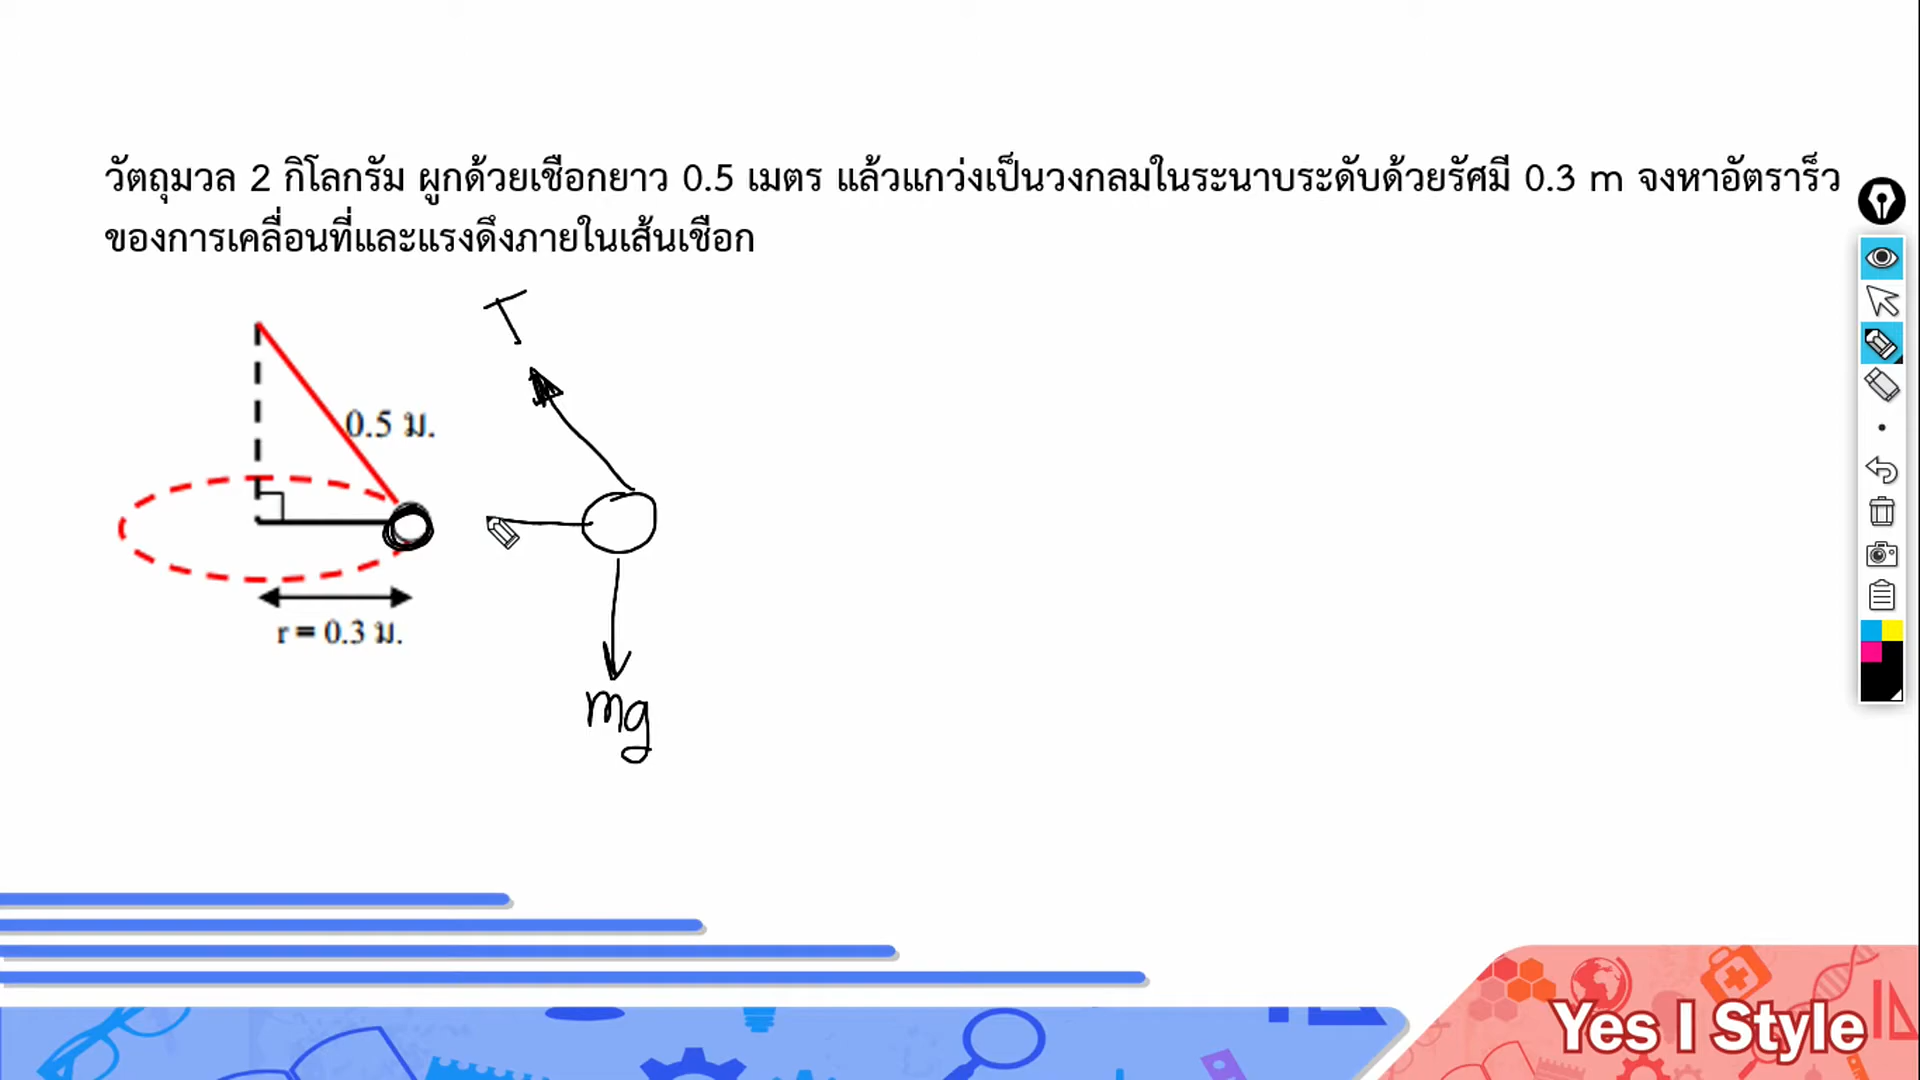 วัตถุมวล 2 กิโลกรัม ผูกด้วยเชือกยาว 0.5 เมตร แล้วแกว่งเป็นวงกลมในระนาบระดับด้วยรัศมี 0.3 m จงหาอัตราร็ว
ของการเคลื่อนที่และแรงดึงภายในเส้นเชือก
T
0.5 ม.
r = 0.3 ม.
mg
Yes I Style